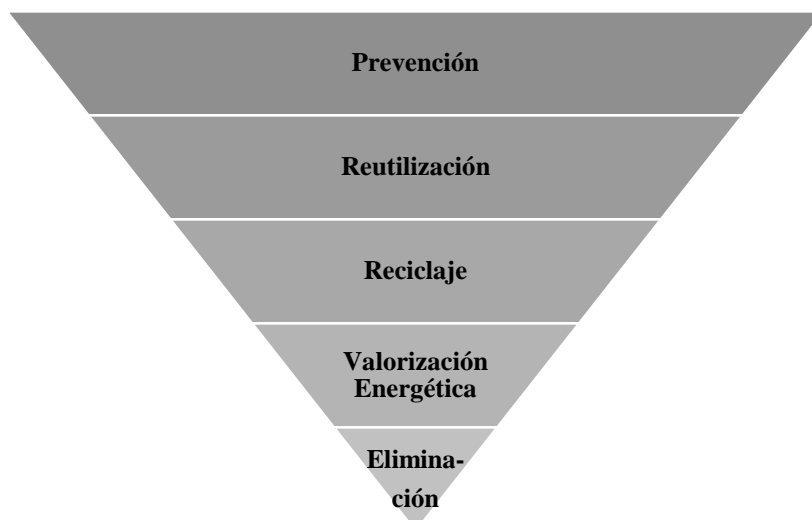 Prevención
Reutilización
Reciclaje
Valorización
Energética
Elimina-
ción